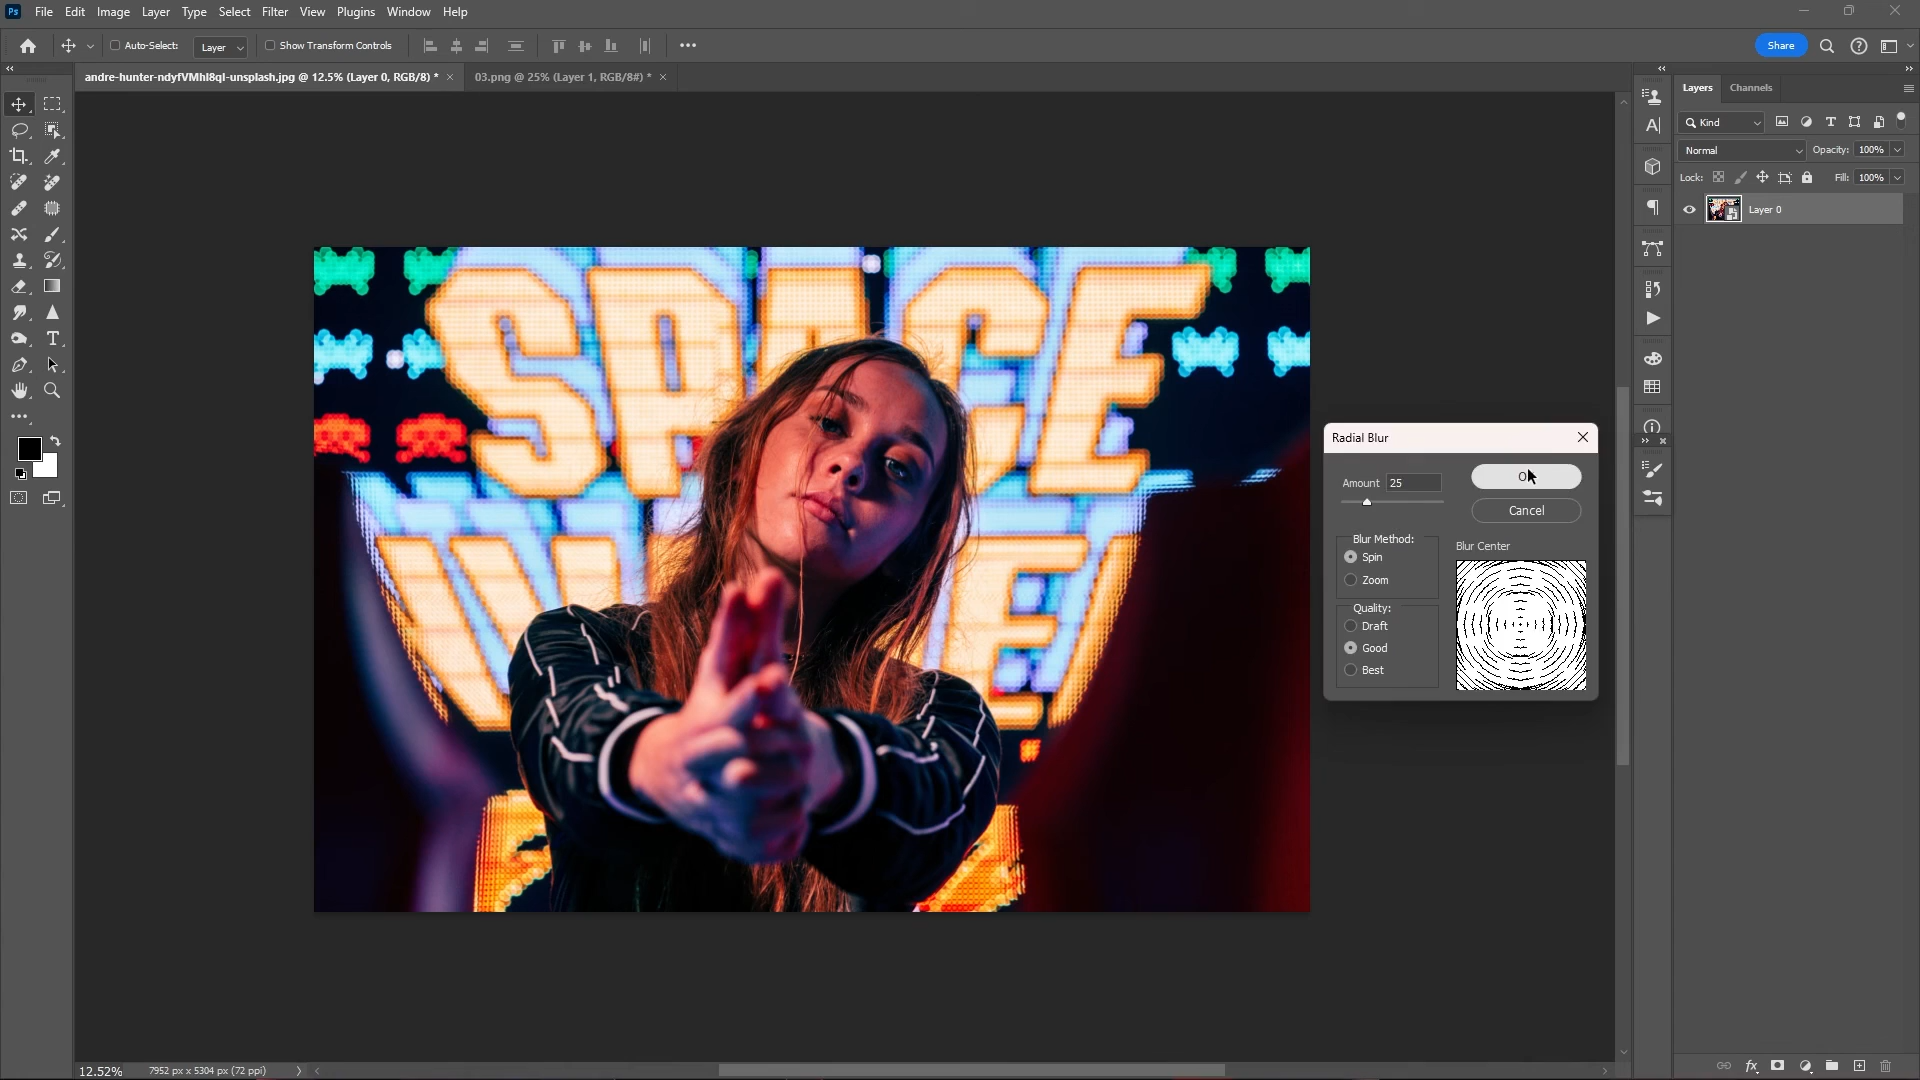 Ps File Edit Image Layer Type Select Filter View Plugins Window Help
Auto-Select: Layer Show Transform Controls Share
andre-hunter-ndyfVMhl8qI-unsplash.jpg @ 12.5% (Layer 0, RGB/8) * × 03.png @ 25% (Layer 1, RGB/8#) * ×
Layers Channels
Kind
Normal Opacity: 100%
Lock: Fill: 100%
Layer 0
SPACE
Radial Blur
Amount 25
Cancel
Blur Method:
Blur Center
Spin
Zoom
Quality:
Draft
Good
Best
12.52% 7952 px x 5304 px (72 ppi)